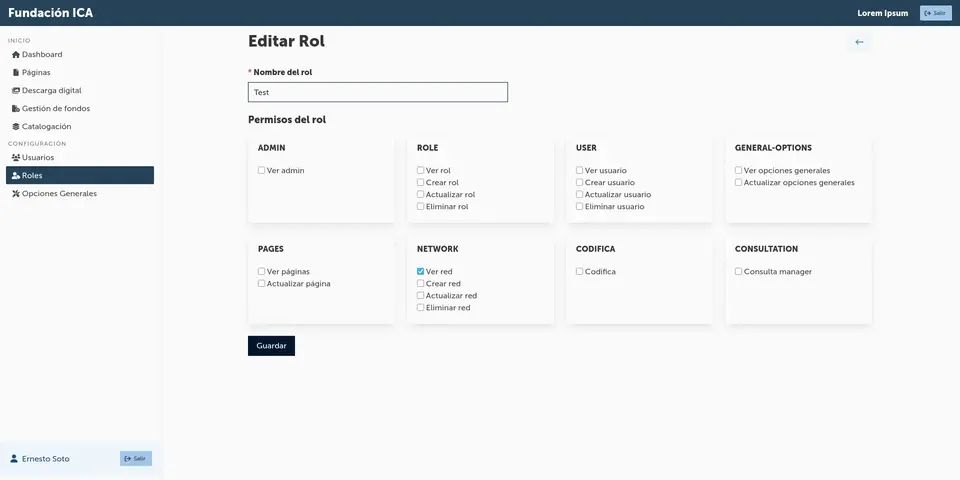 Fundación ICA
Lorem Ipsum
Salir
INICIO
Dashboard
Páginas
Descarga digital
Gestión de fondos
Catalogación
CONFIGURACIÓN
Usuarios
Roles
Opciones Generales
Ernesto Soto
Salir
Editar Rol
* Nombre del rol
Test
Permisos del rol
ADMIN
Ver admin
ROLE
Ver rol
Crear rol
Actualizar rol
Eliminar rol
USER
Ver usuario
Crear usuario
Actualizar usuario
Eliminar usuario
GENERAL-OPTIONS
Ver opciones generales
Actualizar opciones generales
PAGES
Ver páginas
Actualizar página
NETWORK
Ver red
Crear red
Actualizar red
Eliminar red
CODIFICA
Codifica
CONSULTATION
Consulta manager
Guardar